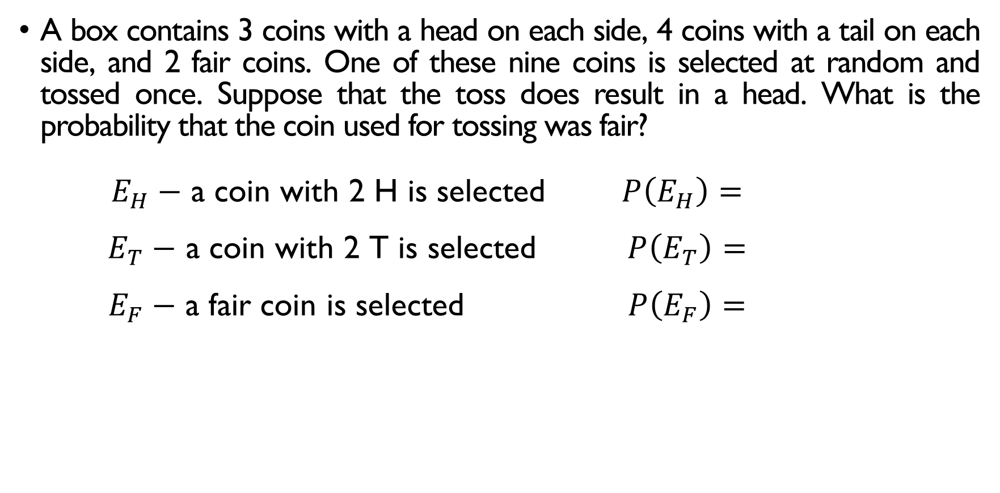 • A box contains 3 coins with a head on each side, 4 coins with a tail on each
side, and 2 fair coins. One of these nine coins is selected at random and
tossed once. Suppose that the toss does result in a head. What is the
probability that the coin used for tossing was fair?
E_H − a coin with 2 H is selected P(E_H) =
E_T − a coin with 2 T is selected P(E_T) =
E_F − a fair coin is selected P(E_F) =